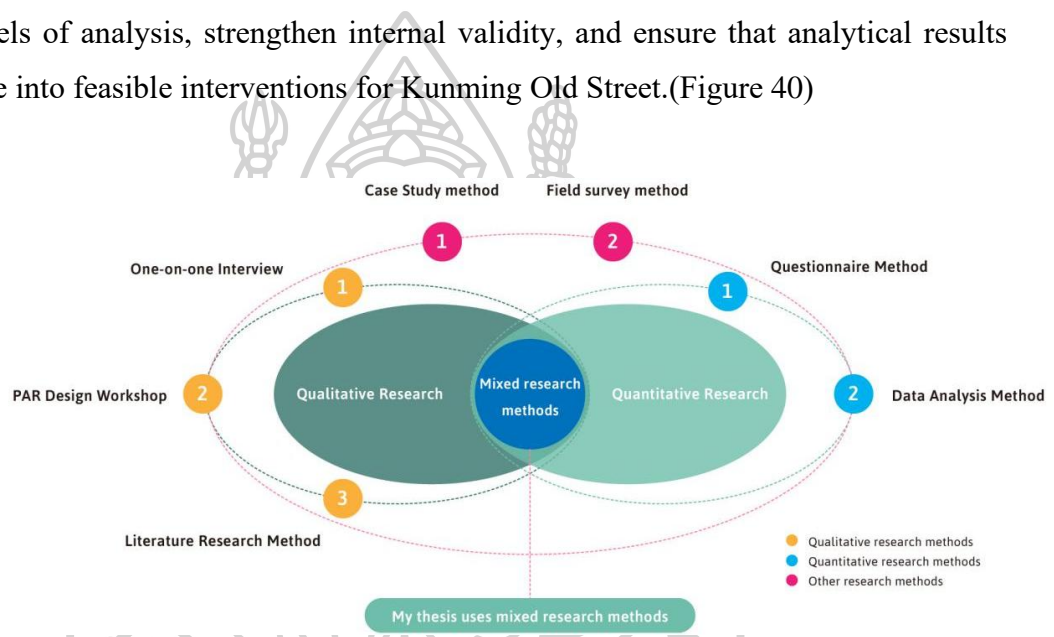 els of analysis, strengthen internal validity, and ensure that analytical results
e into feasible interventions for Kunming Old Street.(Figure 40)
Case Study method
Field survey method
1
2
One-on-one Interview
1
Questionnaire Method
1
PAR Design Workshop
2
Qualitative Research
Mixed research
methods
Quantitative Research
2
Data Analysis Method
3
Literature Research Method
Qualitative research methods
Quantitative research methods
Other research methods
My thesis uses mixed research methods